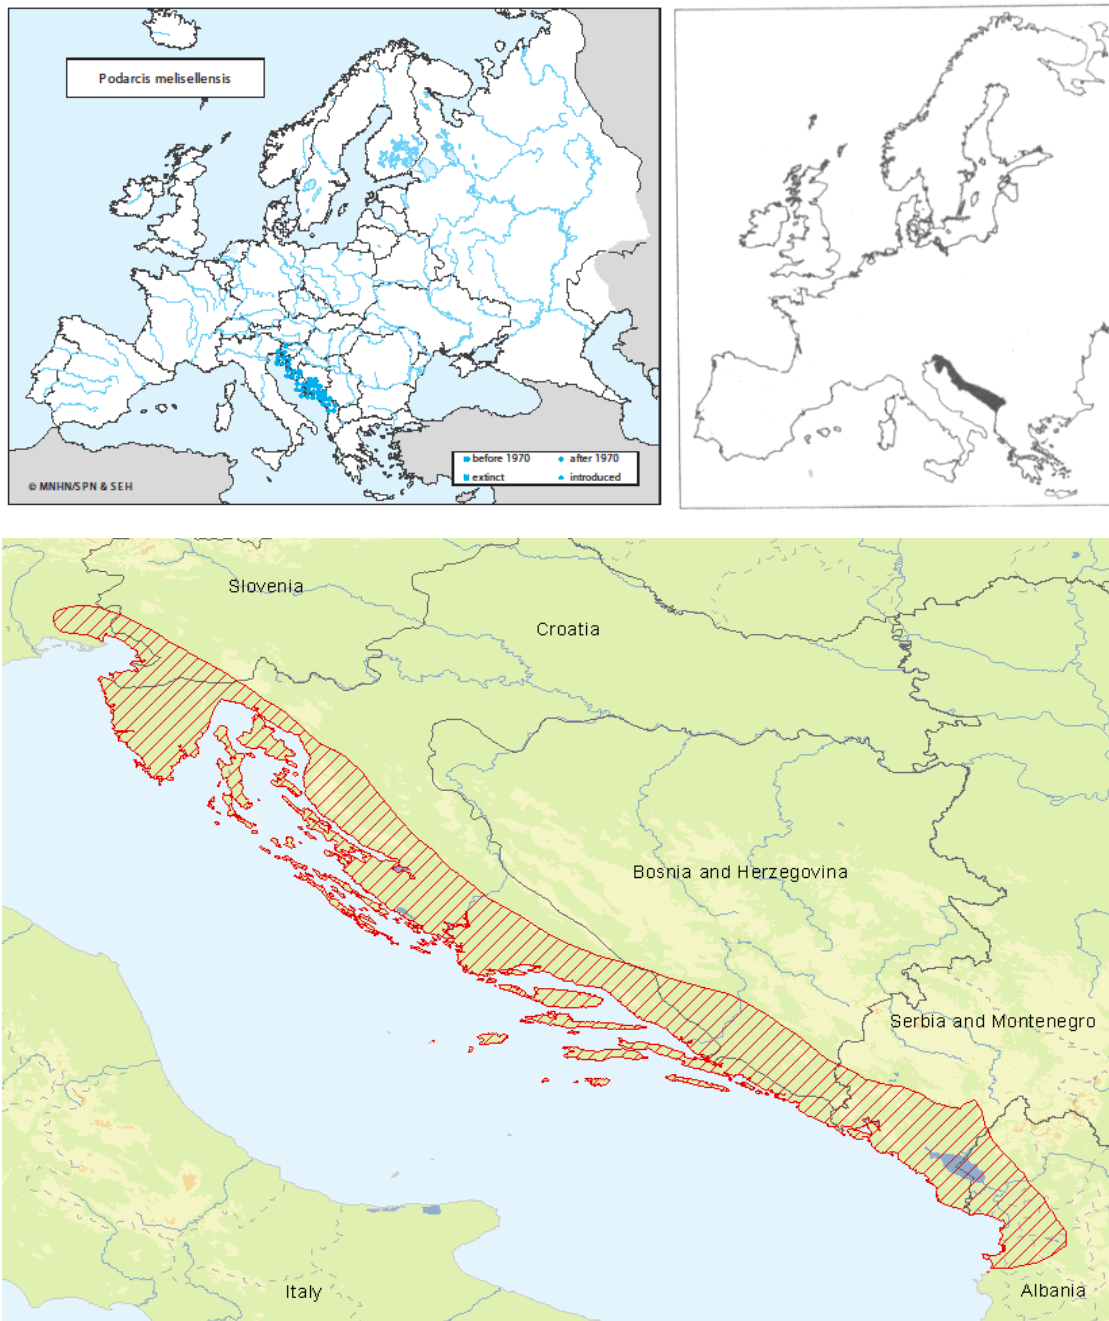 Podarcis melisellensis
before 1970
after 1970
extinct
introduced
© MNHN/SPN & SEH
Slovenia
Croatia
Bosnia and Herzegovina
Serbia and Montenegro
Italy
Albania